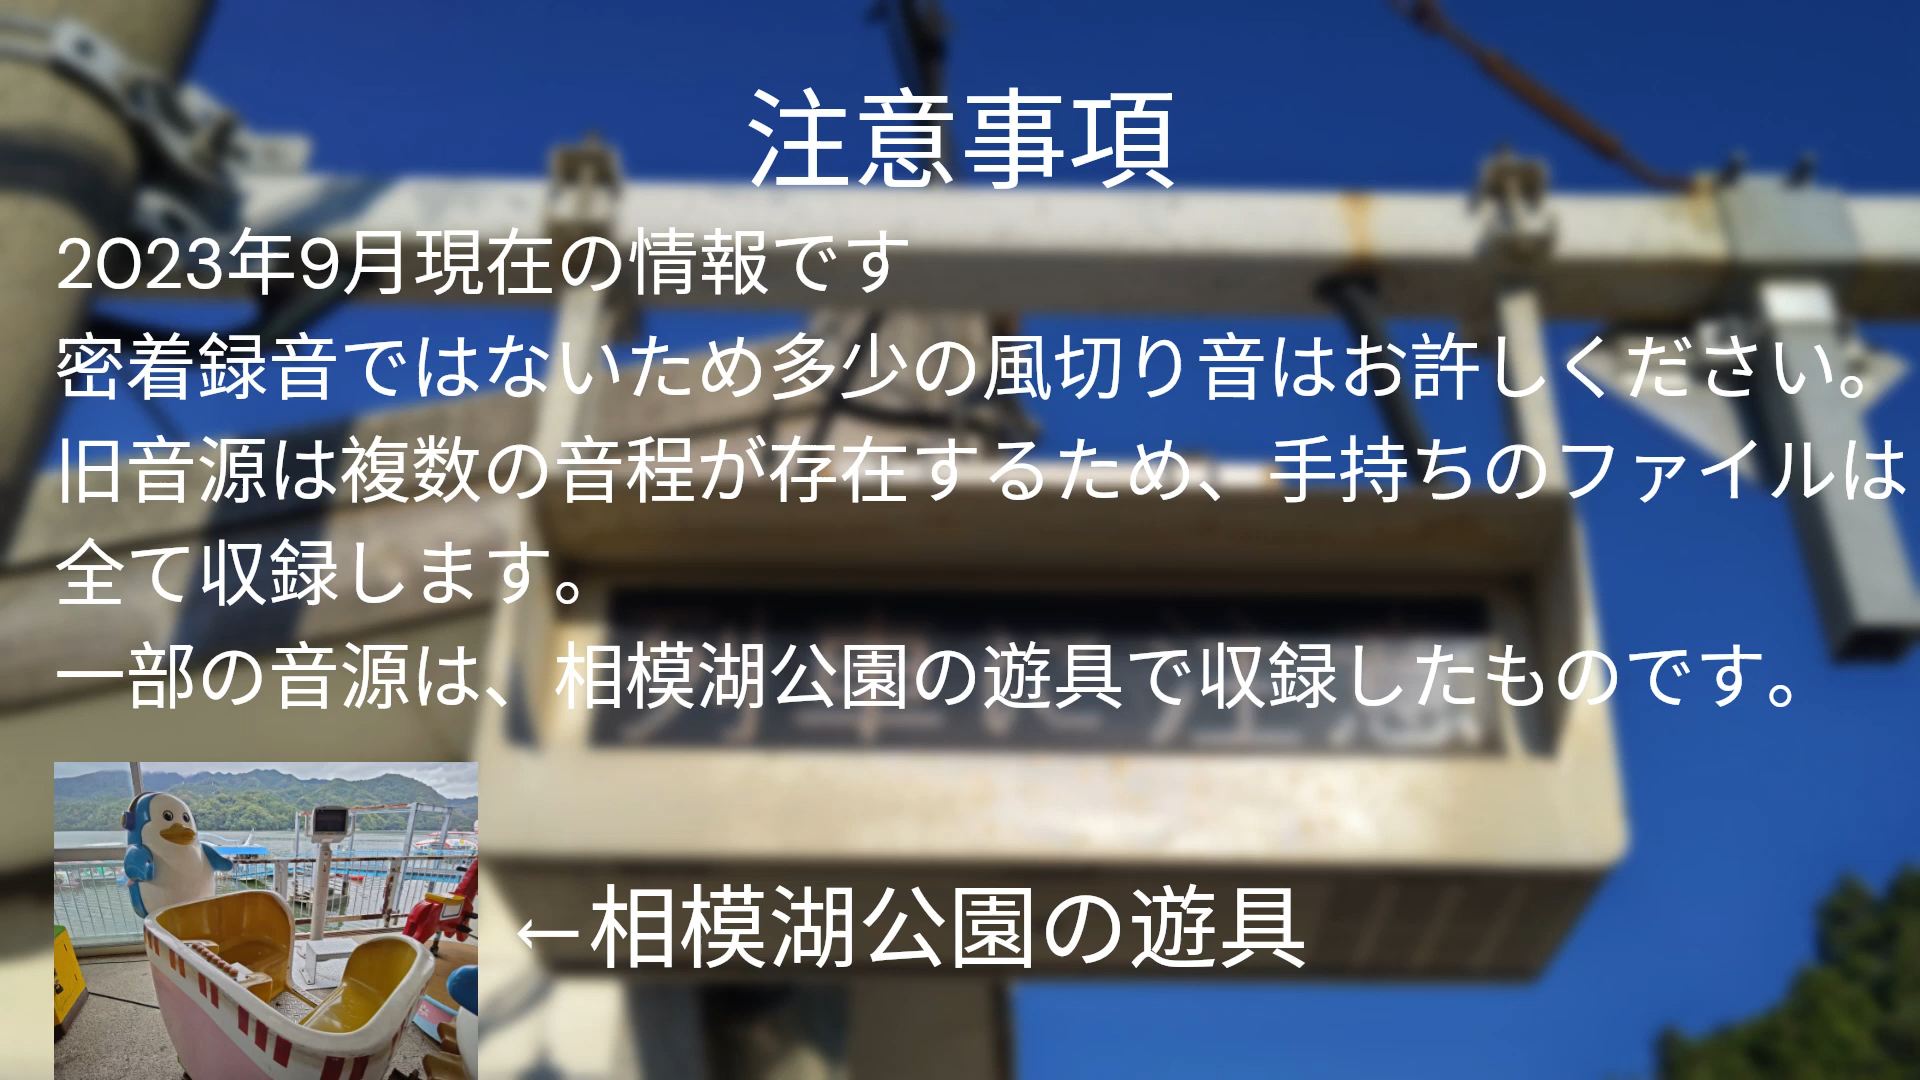 注意事項
2023年9月現在の情報です
密着録音ではないため多少の風切り音はお許しください。
旧音源は複数の音程が存在するため、手持ちのファイルは
全て収録します。
一部の音源は、相模湖公園の遊具で収録したものです。
列車に注意
←相模湖公園の遊具